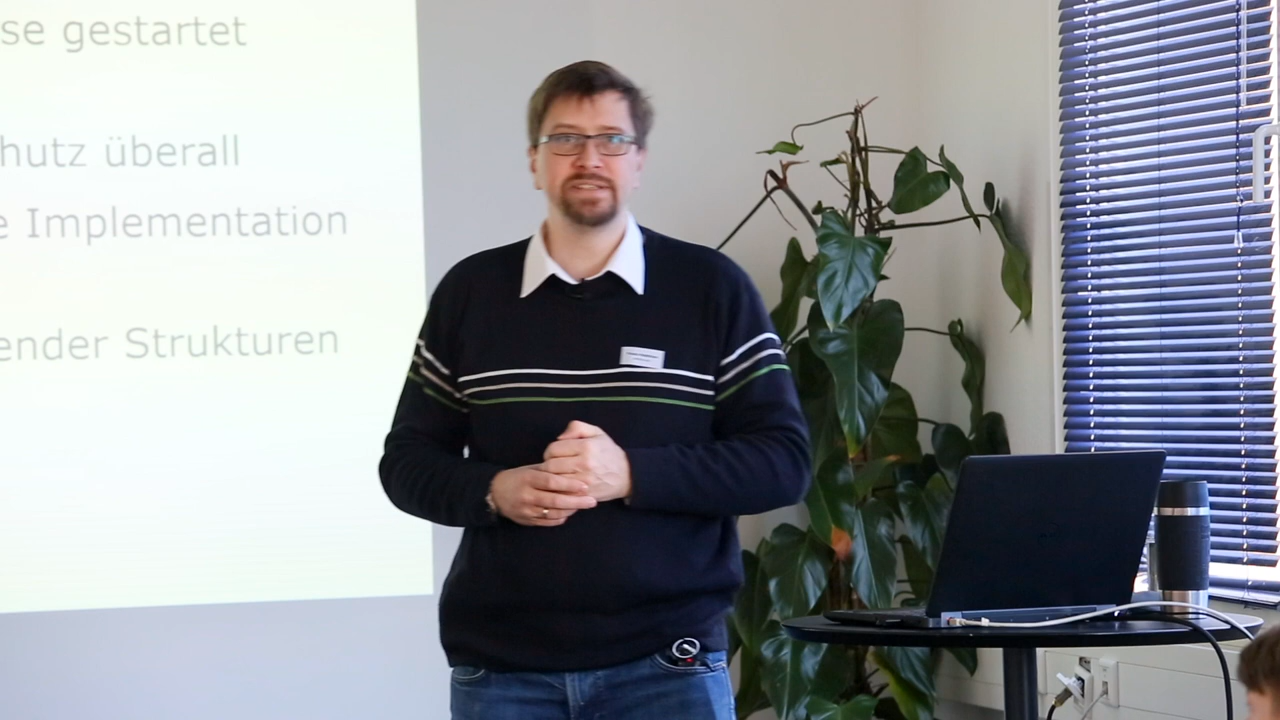 se gestartet
hutz überall
e Implementation
ender Strukturen